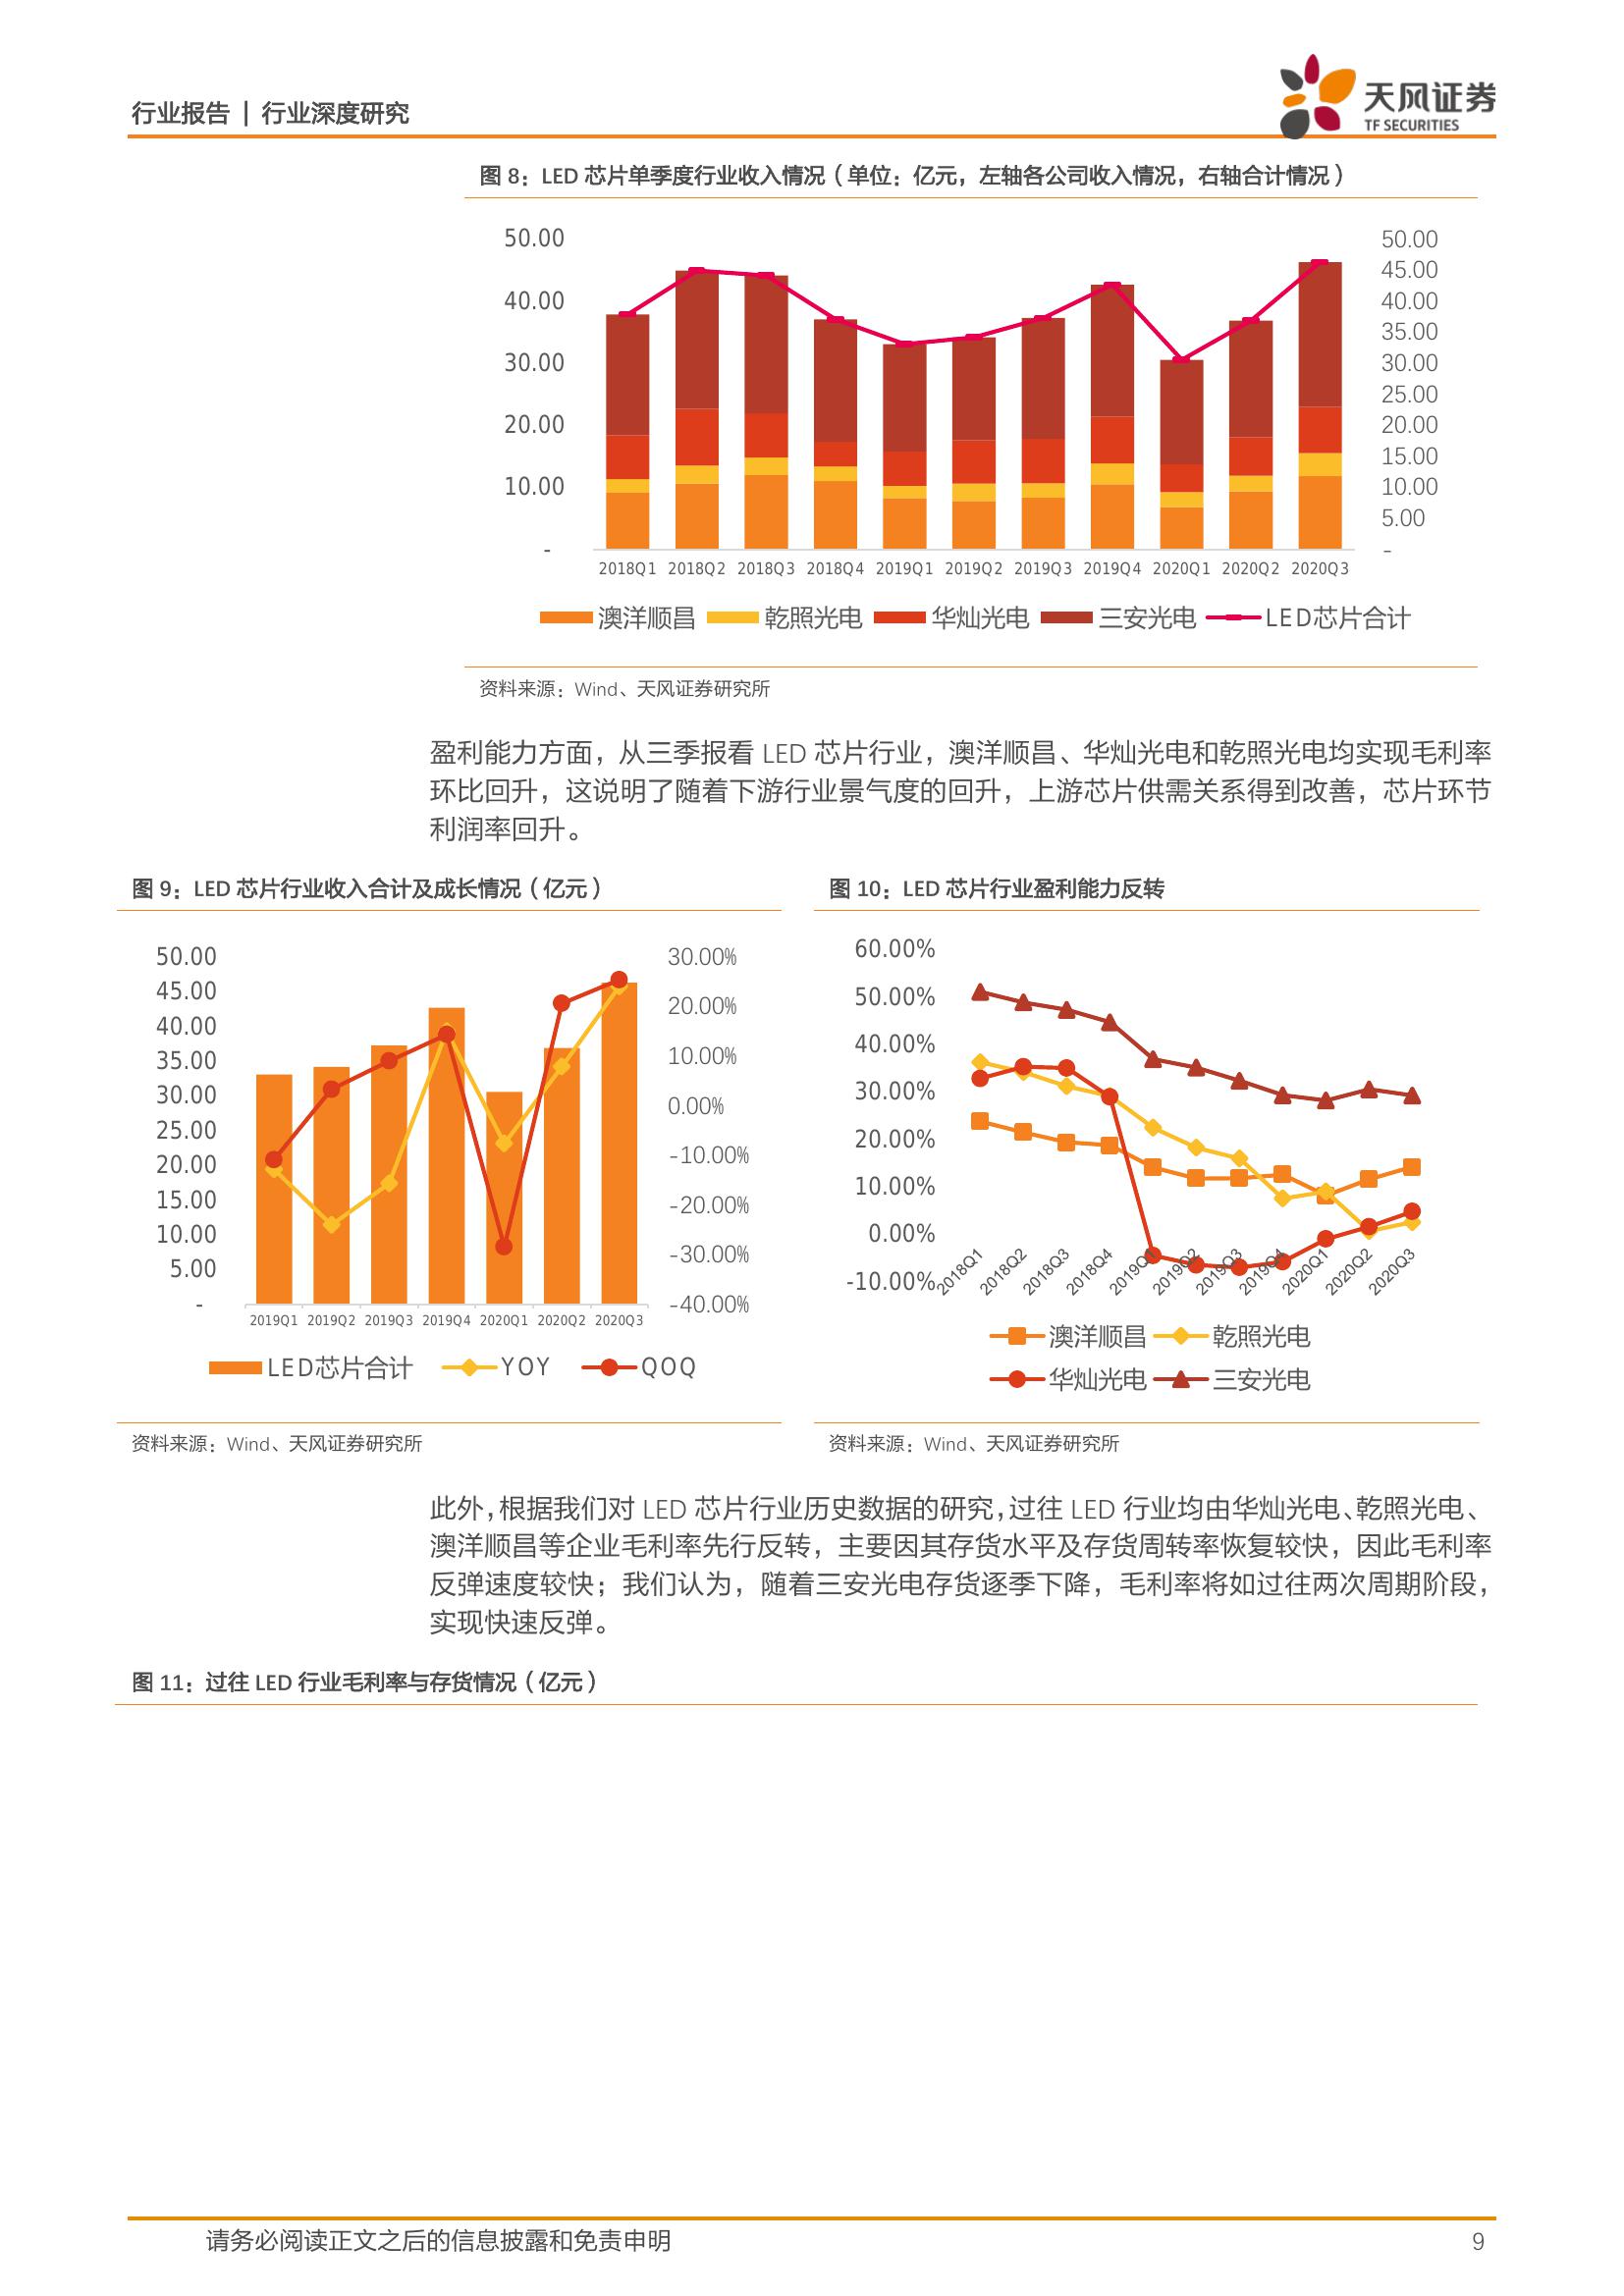 行业报告 | 行业深度研究
天风证券
TF SECURITIES
图 8：LED 芯片单季度行业收入情况（单位：亿元，左轴各公司收入情况，右轴合计情况）
50.00
40.00
30.00
20.00
10.00
-
50.00
45.00
40.00
35.00
30.00
25.00
20.00
15.00
10.00
5.00
-
2018Q1 2018Q2 2018Q3 2018Q4 2019Q1 2019Q2 2019Q3 2019Q4 2020Q1 2020Q2 2020Q3
澳洋顺昌 乾照光电 华灿光电 三安光电 LED芯片合计
资料来源：Wind、天风证券研究所
盈利能力方面，从三季报看 LED 芯片行业，澳洋顺昌、华灿光电和乾照光电均实现毛利率
环比回升，这说明了随着下游行业景气度的回升，上游芯片供需关系得到改善，芯片环节
利润率回升。
图 9：LED 芯片行业收入合计及成长情况（亿元）
50.00
45.00
40.00
35.00
30.00
25.00
20.00
15.00
10.00
5.00
-
30.00%
20.00%
10.00%
0.00%
-10.00%
-20.00%
-30.00%
-40.00%
2019Q1 2019Q2 2019Q3 2019Q4 2020Q1 2020Q2 2020Q3
LED芯片合计 YOY QOQ
资料来源：Wind、天风证券研究所
图 10：LED 芯片行业盈利能力反转
60.00%
50.00%
40.00%
30.00%
20.00%
10.00%
0.00%
-10.00%
2018Q1 2018Q2 2018Q3 2018Q4 2019Q1 2019Q2 2019Q3 2019Q4 2020Q1 2020Q2 2020Q3
澳洋顺昌 乾照光电
华灿光电 三安光电
资料来源：Wind、天风证券研究所
此外，根据我们对 LED 芯片行业历史数据的研究，过往 LED 行业均由华灿光电、乾照光电、
澳洋顺昌等企业毛利率先行反转，主要因其存货水平及存货周转率恢复较快，因此毛利率
反弹速度较快；我们认为，随着三安光电存货逐季下降，毛利率将如过往两次周期阶段，
实现快速反弹。
图 11：过往 LED 行业毛利率与存货情况（亿元）
请务必阅读正文之后的信息披露和免责申明
9